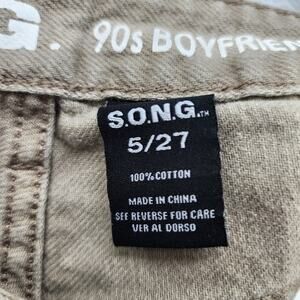 G. 90s BOYFRIEN
S.O.N.G.™
5/27
100% COTTON
MADE IN CHINA
SEE REVERSE FOR CARE
VER AL DORSO